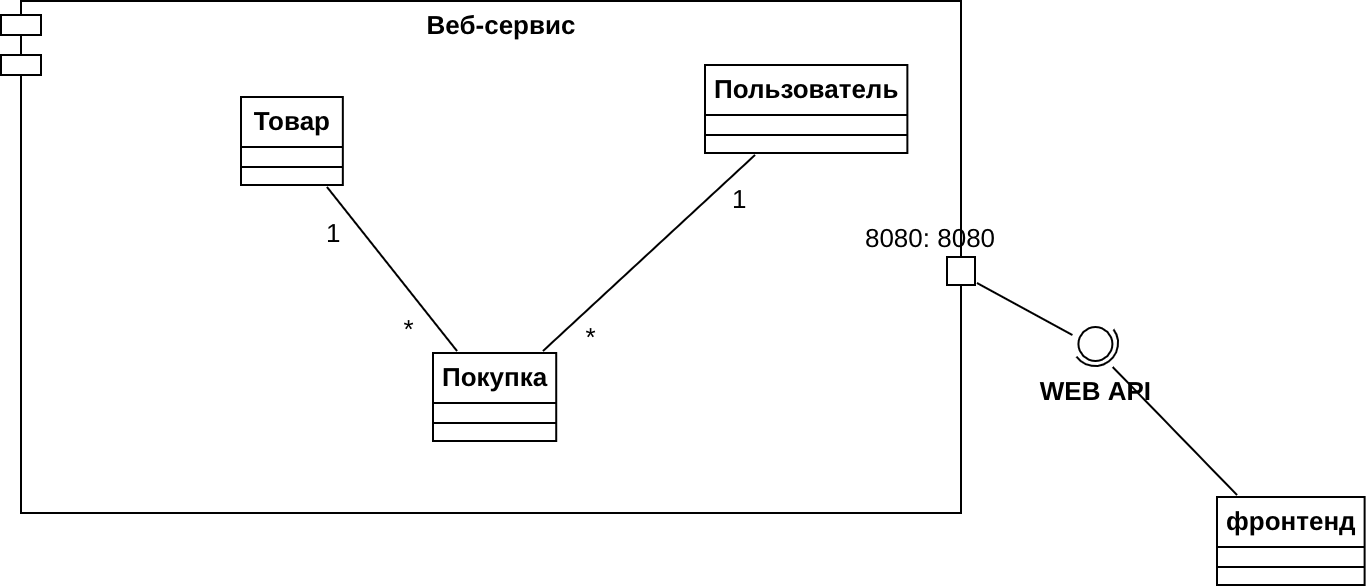 Веб-сервис
Пользователь
Товар
1
1
8080: 8080
*
*
Покупка
WEB API
фронтенд